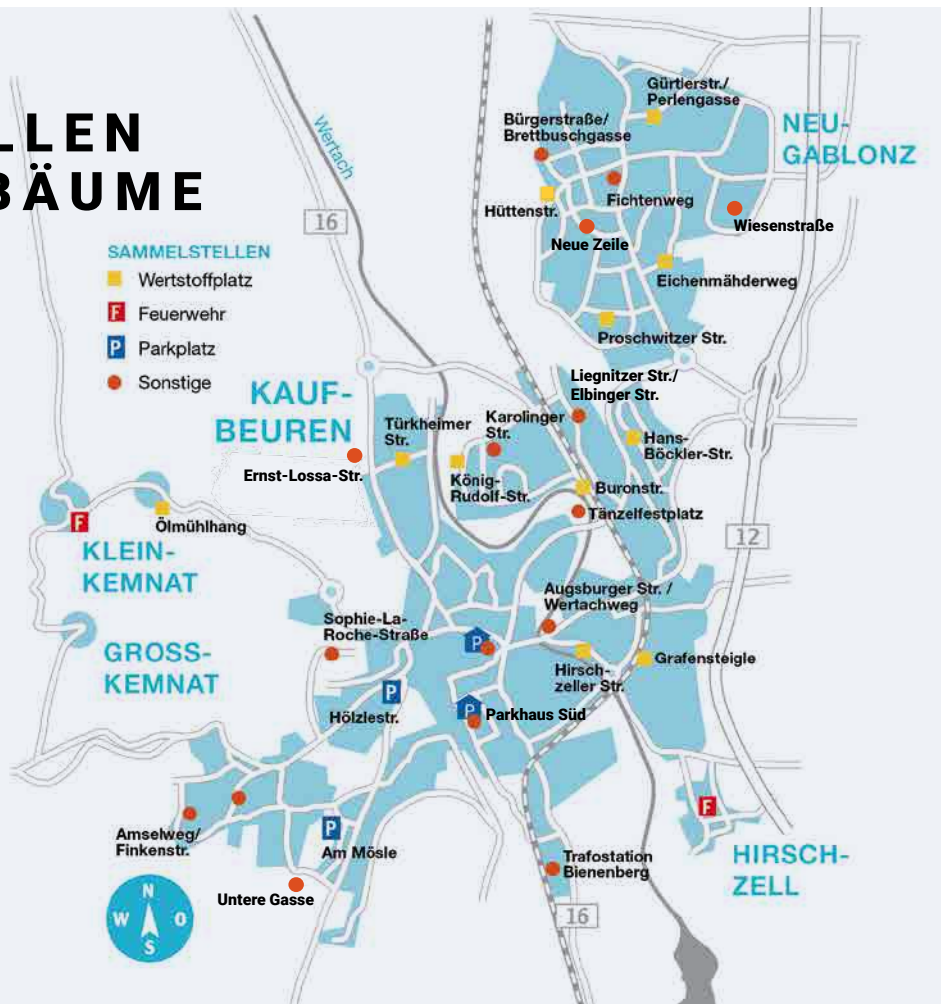 LLEN
BÄUME
Wertach
16
SAMMELSTELLEN
Wertstoffplatz
F
Feuerwehr
P
Parkplatz
Sonstige
Gürtlerstr./
Perlengasse
Bürgerstraße/
Brettbuschgasse
NEU-
GABLONZ
Hüttenstr.
Fichtenweg
Wiesenstraße
Neue Zeile
Eichenmähderweg
Proschwitzer Str.
Liegnitzer Str./
Elbinger Str.
KAUF-
BEUREN
Türkheimer
Str.
Karolinger
Str.
Hans-
Böckler-Str.
Ernst-Lossa-Str.
König-
Rudolf-Str.
Buronstr.
Tänzelfestplatz
F
Ölmühlhang
12
KLEIN-
KEMNAT
Augsburger Str. /
Wertachweg
Sophie-La-
Roche-Straße
P
GROSS-
KEMNAT
Hirsch-
zeller Str.
Grafensteigle
P
Hölzlestr.
P
Parkhaus Süd
F
Amselweg/
Finkenstr.
P
Am Mösle
HIRSCH-
ZELL
Trafostation
Bienenberg
Untere Gasse
16
N
W
O
S